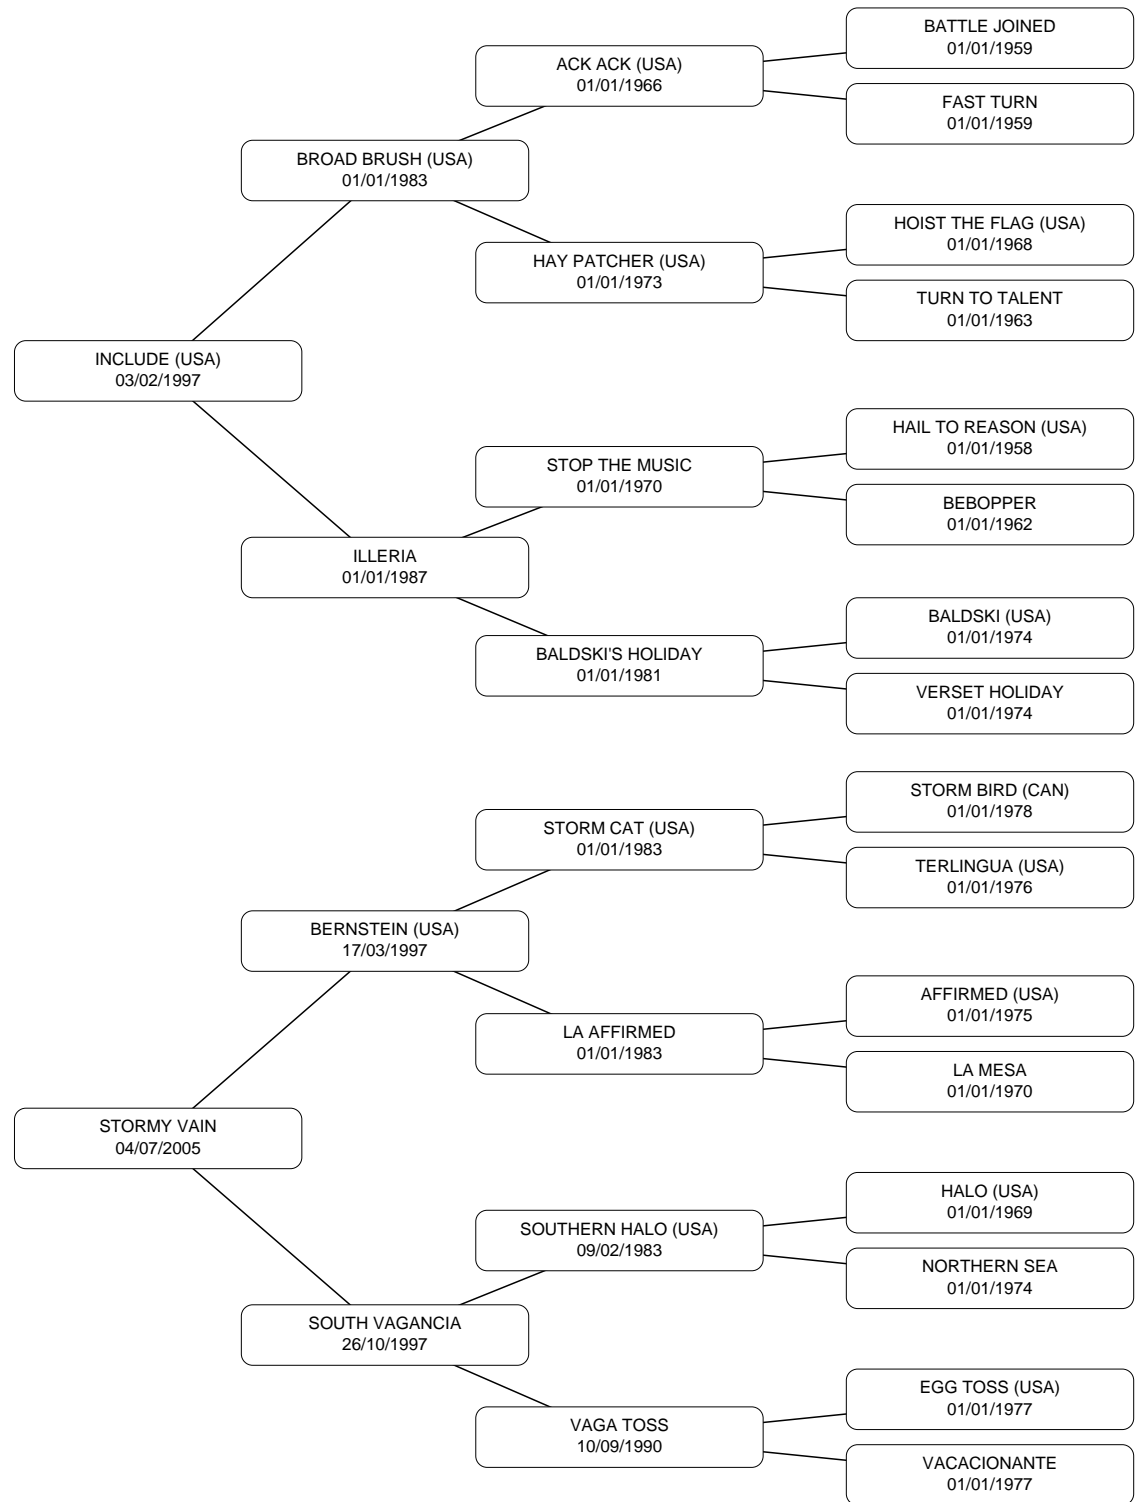 BATTLE JOINED
01/01/1959
ACK ACK (USA)
01/01/1966
FAST TURN
01/01/1959
BROAD BRUSH (USA)
01/01/1983
HOIST THE FLAG (USA)
01/01/1968
HAY PATCHER (USA)
01/01/1973
TURN TO TALENT
01/01/1963
INCLUDE (USA)
03/02/1997
HAIL TO REASON (USA)
01/01/1958
STOP THE MUSIC
01/01/1970
BEBOPPER
01/01/1962
ILLERIA
01/01/1987
BALDSKI (USA)
01/01/1974
BALDSKI'S HOLIDAY
01/01/1981
VERSET HOLIDAY
01/01/1974
STORM BIRD (CAN)
01/01/1978
STORM CAT (USA)
01/01/1983
TERLINGUA (USA)
01/01/1976
BERNSTEIN (USA)
17/03/1997
AFFIRMED (USA)
01/01/1975
LA AFFIRMED
01/01/1983
LA MESA
01/01/1970
STORMY VAIN
04/07/2005
HALO (USA)
01/01/1969
SOUTHERN HALO (USA)
09/02/1983
NORTHERN SEA
01/01/1974
SOUTH VAGANCIA
26/10/1997
EGG TOSS (USA)
01/01/1977
VAGA TOSS
10/09/1990
VACACIONANTE
01/01/1977